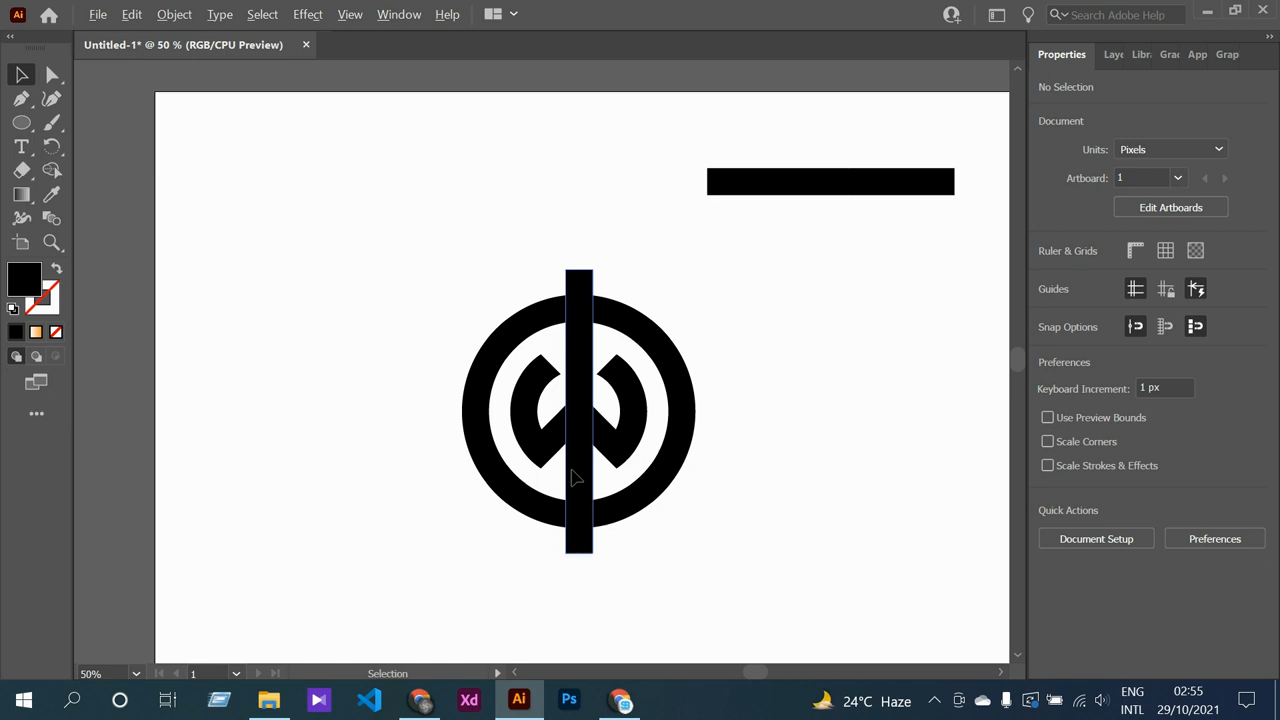 Ai File Edit Object Type Select Effect View Window Help Search Adobe Help
Untitled-1* @ 50 % (RGB/CPU Preview) ×
Properties Laye Libr Grac App Grap
No Selection
Document
Units: Pixels
Artboard: 1
Edit Artboards
Ruler & Grids
Guides
Snap Options
Preferences
Keyboard Increment: 1 px
Use Preview Bounds
Scale Corners
Scale Strokes & Effects
Quick Actions
Document Setup Preferences
50% 1 Selection
Xd Ai Ps 24°C Haze ENG INTL 02:55 29/10/2021